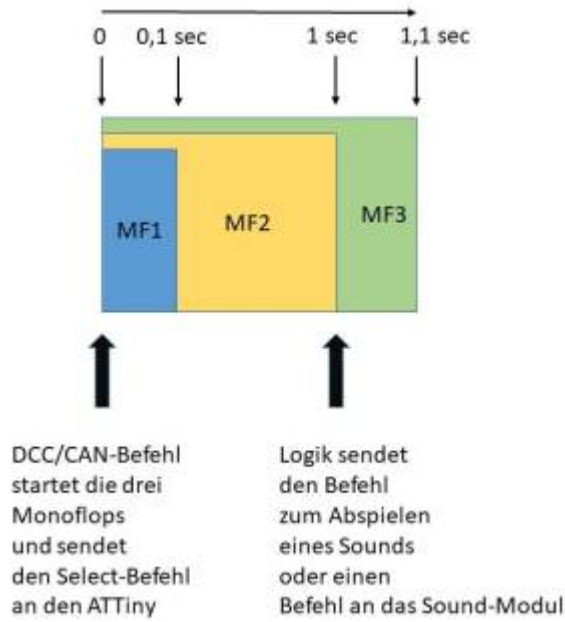 0 0,1 sec 1 sec 1,1 sec
MF1 MF2 MF3
DCC/CAN-Befehl
startet die drei
Monoflops
und sendet
den Select-Befehl
an den ATTiny
Logik sendet
den Befehl
zum Abspielen
eines Sounds
oder einen
Befehl an das Sound-Modul